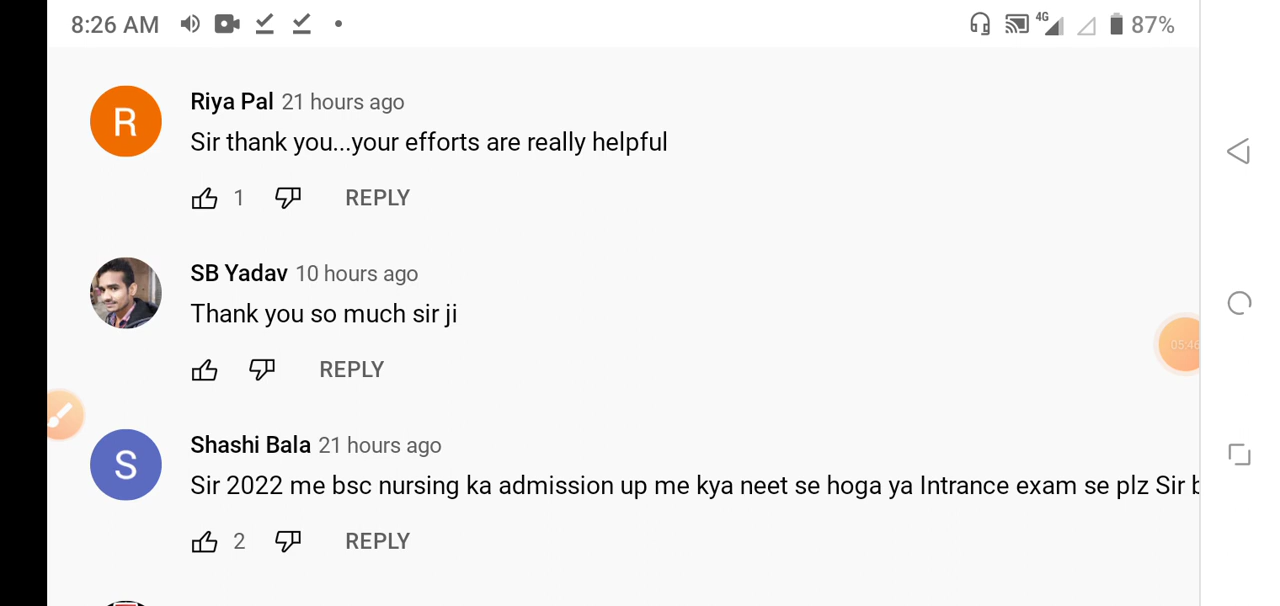 8:26 AM 4G 87%
R
Riya Pal 21 hours ago
Sir thank you...your efforts are really helpful
1 REPLY
SB Yadav 10 hours ago
Thank you so much sir ji
REPLY
05:46
S
Shashi Bala 21 hours ago
Sir 2022 me bsc nursing ka admission up me kya neet se hoga ya Intrance exam se plz Sir
2 REPLY